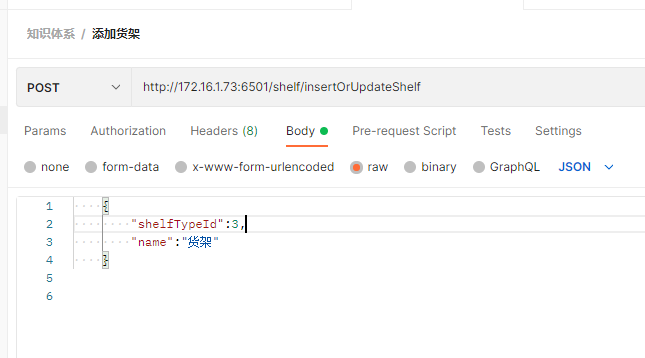 知识体系 / 添加货架
POST http://172.16.1.73:6501/shelf/insertOrUpdateShelf
Params Authorization Headers (8) Body Pre-request Script Tests Settings
none form-data x-www-form-urlencoded raw binary GraphQL JSON
1 {
2 "shelfTypeId":3,
3 "name":"货架"
4 }
5
6